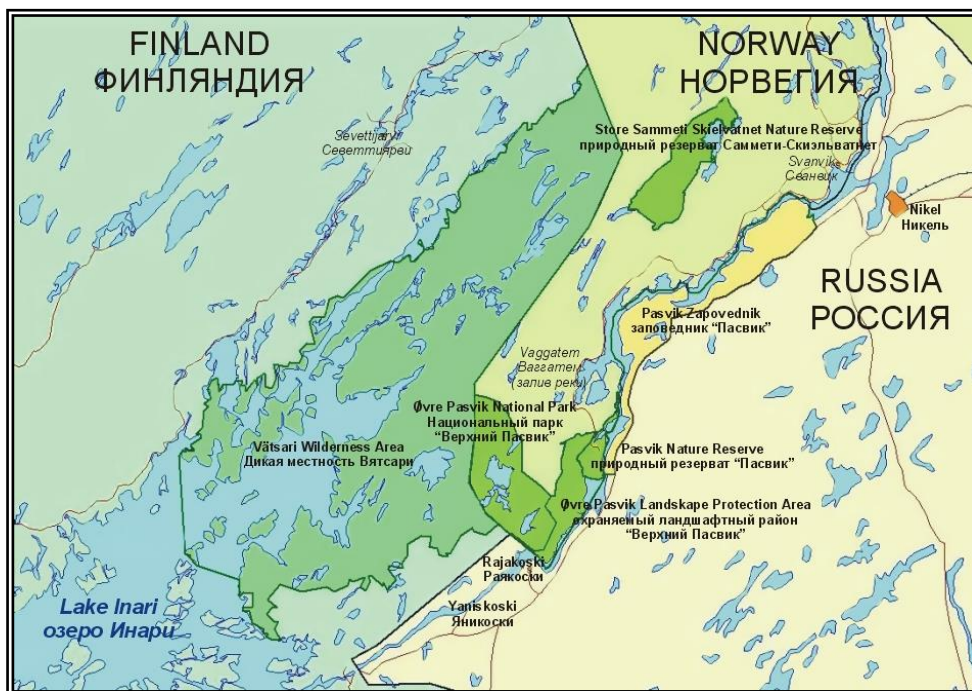 FINLAND
ФИНЛЯНДИЯ
NORWAY
НОРВЕГИЯ
Sevettijarvi
Севеттиярви
Store Sammeti Skielvatnet Nature Reserve
природный резерват Саммети-Скиэльватнет
Svanvik
Сванвик
Nikel
Никель
RUSSIA
РОССИЯ
Pasvik Zapovednik
заповедник “Пасвик”
Vaggatem
Ваггатем
(залив реки)
Øvre Pasvik National Park
Национальный парк
“Верхний Пасвик”
Vätsari Wilderness Area
Дикая местность Вятсари
Pasvik Nature Reserve
природный резерват “Пасвик”
Øvre Pasvik Landskape Protection Area
охраняемый ландшафтный район
“Верхний Пасвик”
Rajakoski
Раякоски
Yaniskoski
Яникоски
Lake Inari
озеро Инари